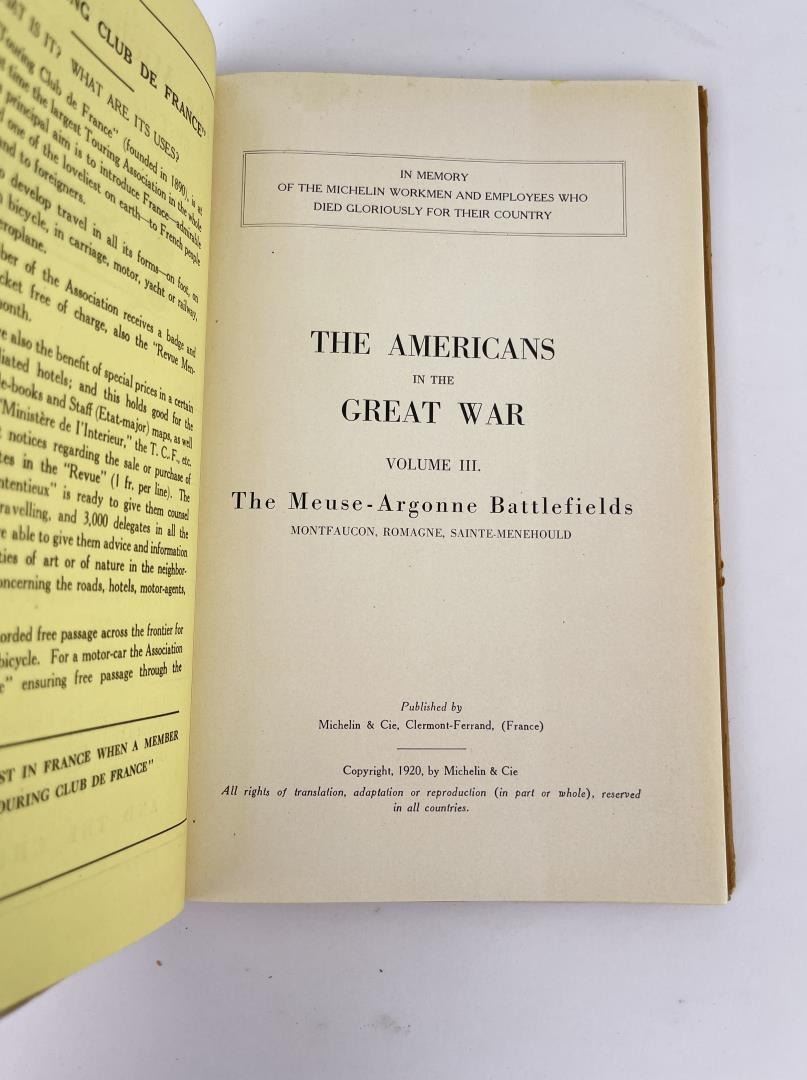 NG CLUB DE FRANCE"
AT IS IT? WHAT ARE ITS USES?
Touring Club de France" (founded in 1890), is at
time the largest Touring Association in the whole
principal aim is to introduce France—admirable
one of the loveliest on earth—to French people
and to foreigners.
develop travel in all its forms—on foot, on
bicycle, in carriage, motor, yacht or railway,
eroplane.
ber of the Association receives a badge and
cket free of charge, also the "Revue Men-
onth.
e also the benefit of special prices in a certain
liated hotels; and this holds good for the
e-books and Staff (Etat-major) maps, as well
"Ministère de l'Interieur," the T. C. F., etc.
notices regarding the sale or purchase of
tes in the "Revue" (1 fr. per line). The
ntentieux" is ready to give them counsel
ravelling, and 3,000 delegates in all the
e able to give them advice and information
ties of art or of nature in the neighbor-
oncerning the roads, hotels, motor-agents,
orded free passage across the frontier for
bicycle. For a motor-car the Association
e" ensuring free passage through the
ST IN FRANCE WHEN A MEMBER
OURING CLUB DE FRANCE"
IN MEMORY
OF THE MICHELIN WORKMEN AND EMPLOYEES WHO
DIED GLORIOUSLY FOR THEIR COUNTRY
THE AMERICANS
IN THE
GREAT WAR
VOLUME III.
The Meuse-Argonne Battlefields
MONTFAUCON, ROMAGNE, SAINTE-MENEHOULD
Published by
Michelin & Cie, Clermont-Ferrand, (France)
Copyright, 1920, by Michelin & Cie
All rights of translation, adaptation or reproduction (in part or whole), reserved
in all countries.